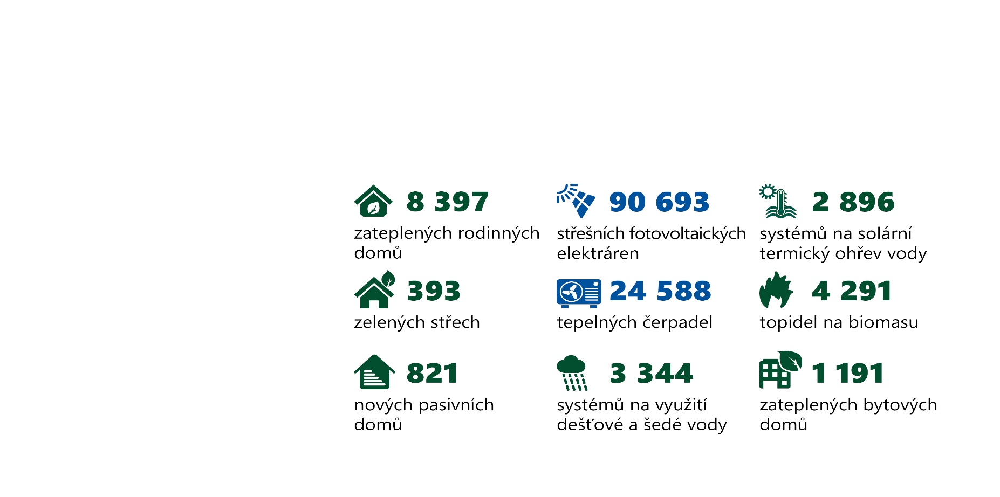 8 397
zateplených rodinných
domů
90 693
střešních fotovoltaických
elektráren
2 896
systémů na solární
termický ohřev vody
393
zelených střech
24 588
tepelných čerpadel
4 291
topidel na biomasu
821
nových pasivních
domů
3 344
systémů na využití
dešťové a šedé vody
1 191
zateplených bytových
domů